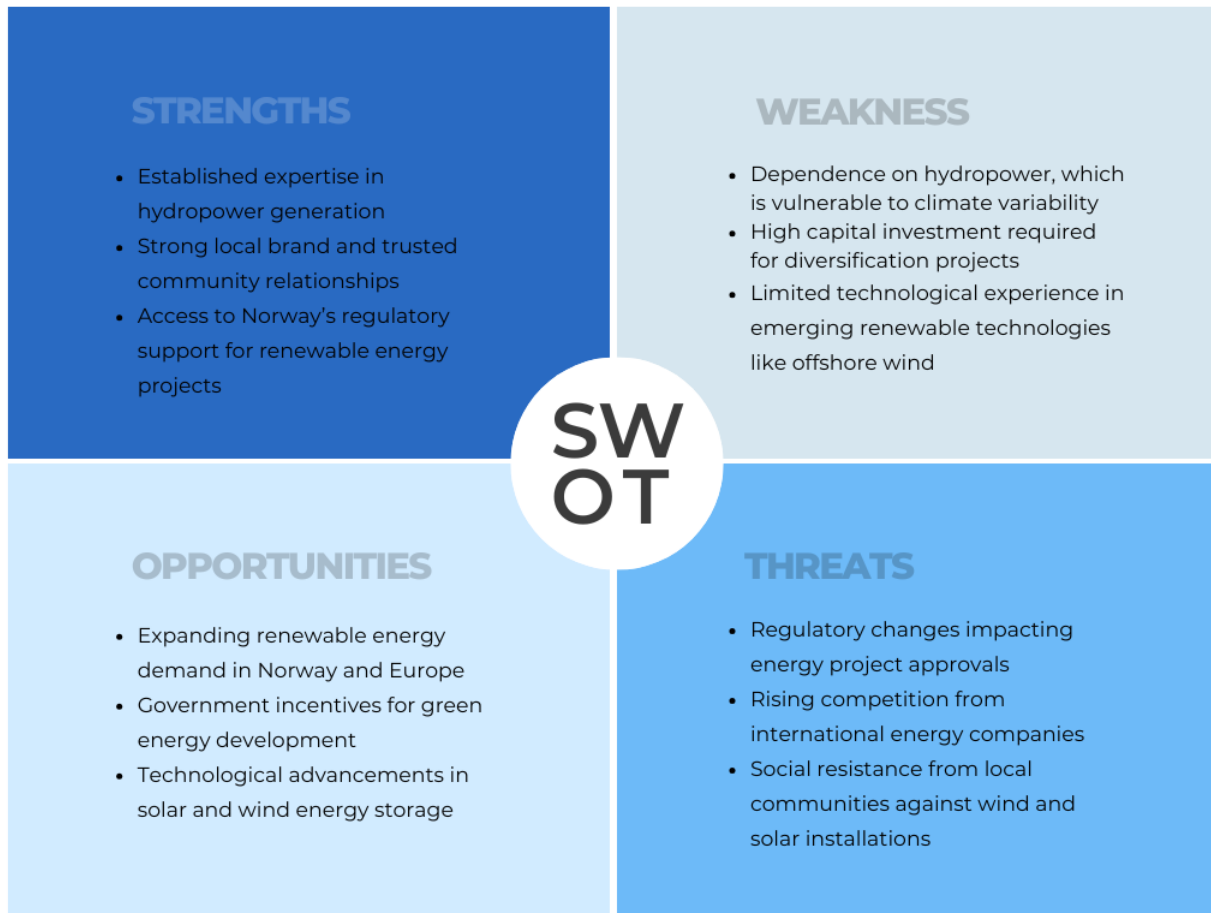 STRENGTHS
• Established expertise in
hydropower generation
• Strong local brand and trusted
community relationships
• Access to Norway’s regulatory
support for renewable energy
projects
WEAKNESS
• Dependence on hydropower, which
is vulnerable to climate variability
• High capital investment required
for diversification projects
• Limited technological experience in
emerging renewable technologies
like offshore wind
SW
OT
OPPORTUNITIES
• Expanding renewable energy
demand in Norway and Europe
• Government incentives for green
energy development
• Technological advancements in
solar and wind energy storage
THREATS
• Regulatory changes impacting
energy project approvals
• Rising competition from
international energy companies
• Social resistance from local
communities against wind and
solar installations